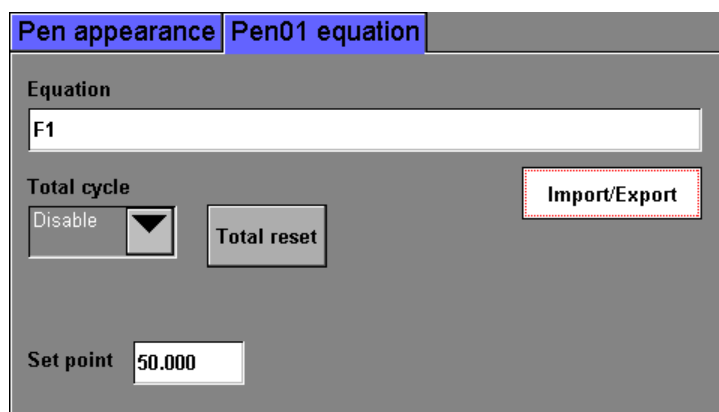 Pen appearance Pen01 equation
Equation
F1
Total cycle
Import/Export
Disable
Total reset
Set point 50.000